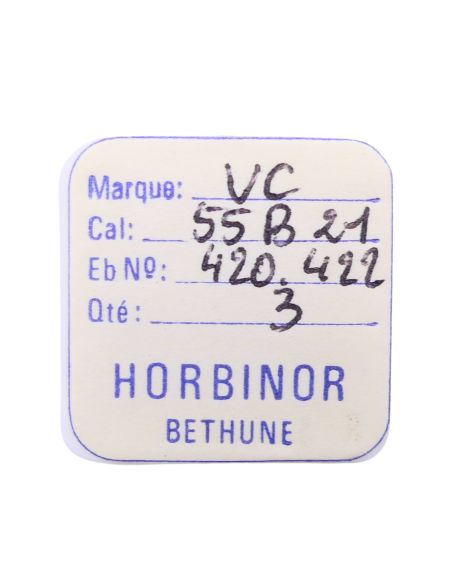 Marque: VC
Cal: 55 B 21
Eb Nº: 420.422
Qté: 3
HORBINOR
BETHUNE